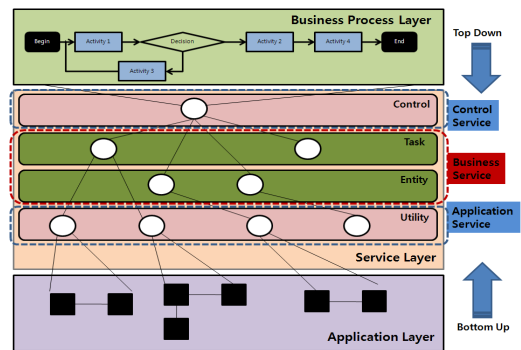 Business Process Layer
Top Down
Begin
Activity 1
Decision
Activity 2
Activity 4
End
Activity 3
Control
Control
Service
Task
Business
Service
Entity
Utility
Application
Service
Service Layer
Application Layer
Bottom Up